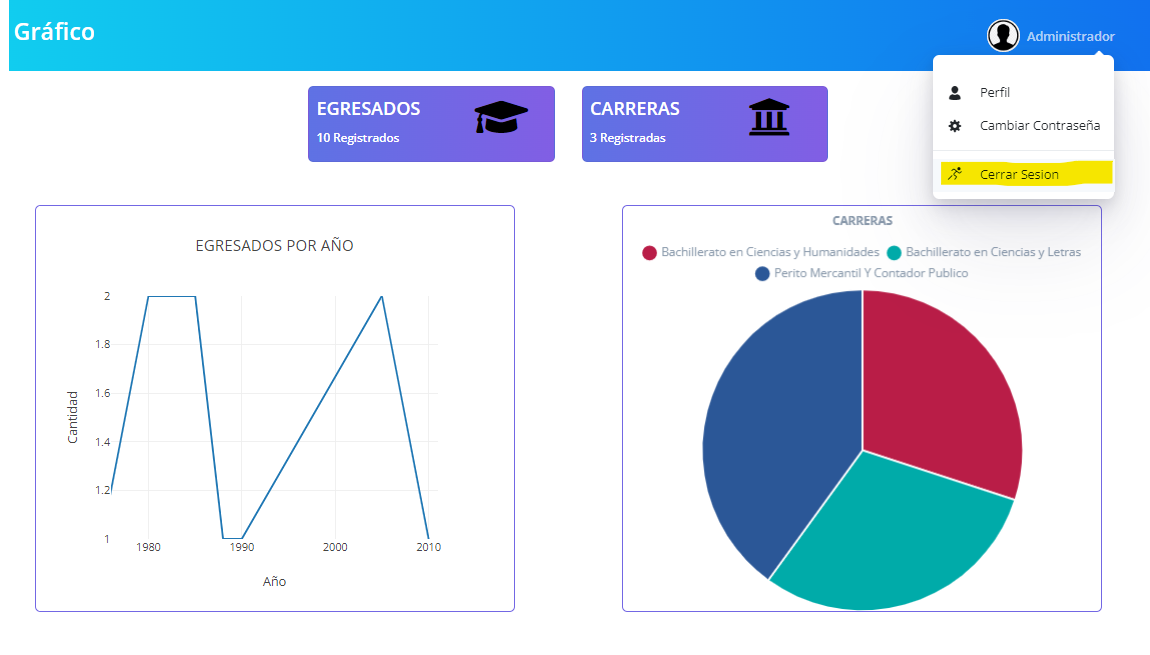 Gráfico
Administrador
Perfil
Cambiar Contraseña
Cerrar Sesion
EGRESADOS
10 Registrados
CARRERAS
3 Registradas
EGRESADOS POR AÑO
2
1.8
1.6
1.4
1.2
1
Cantidad
1980 1990 2000 2010
Año
CARRERAS
Bachillerato en Ciencias y Humanidades Bachillerato en Ciencias y Letras
Perito Mercantil Y Contador Publico